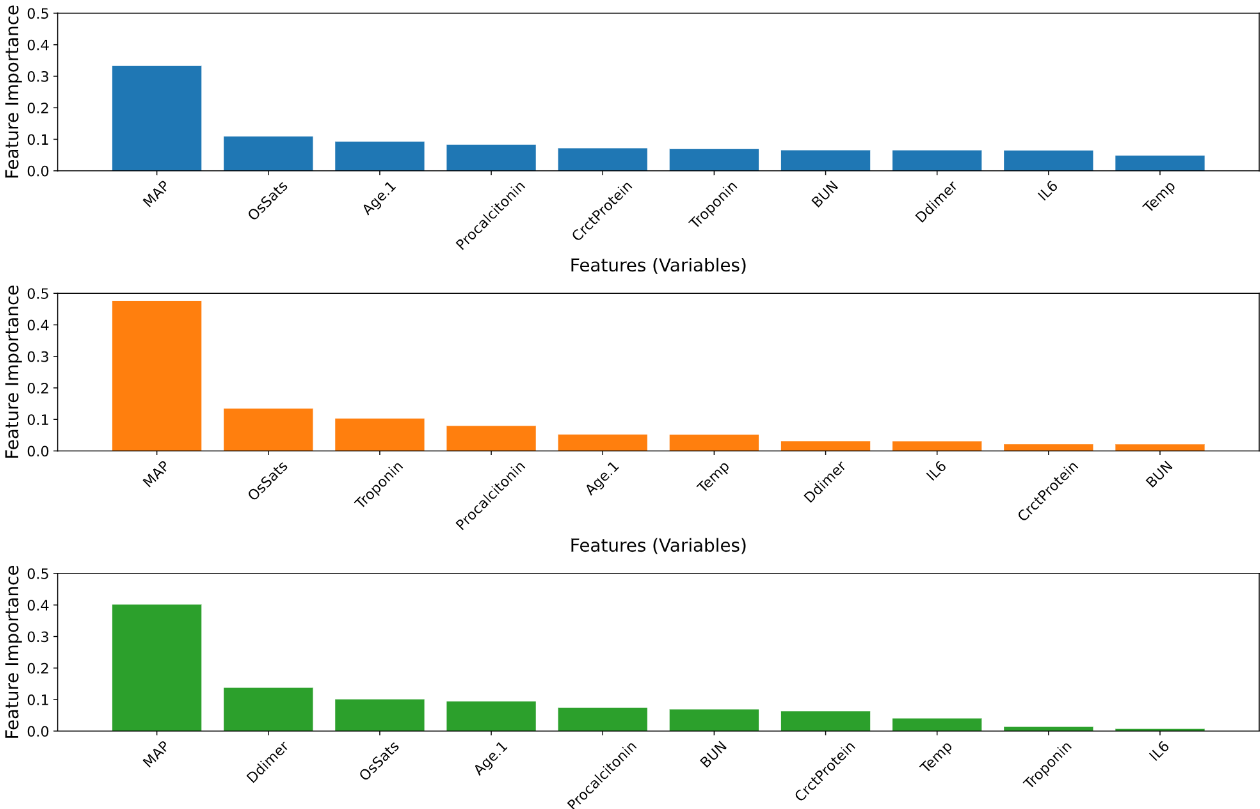 Feature Importance
0.5
0.4
0.3
0.2
0.1
0.0
MAP
OsSats
Age.1
Procalcitonin
CrctProtein
Troponin
BUN
Ddimer
IL6
Temp
Features (Variables)
Feature Importance
0.5
0.4
0.3
0.2
0.1
0.0
MAP
OsSats
Troponin
Procalcitonin
Age.1
Temp
Ddimer
IL6
CrctProtein
BUN
Features (Variables)
Feature Importance
0.5
0.4
0.3
0.2
0.1
0.0
MAP
Ddimer
OsSats
Age.1
Procalcitonin
BUN
CrctProtein
Temp
Troponin
IL6